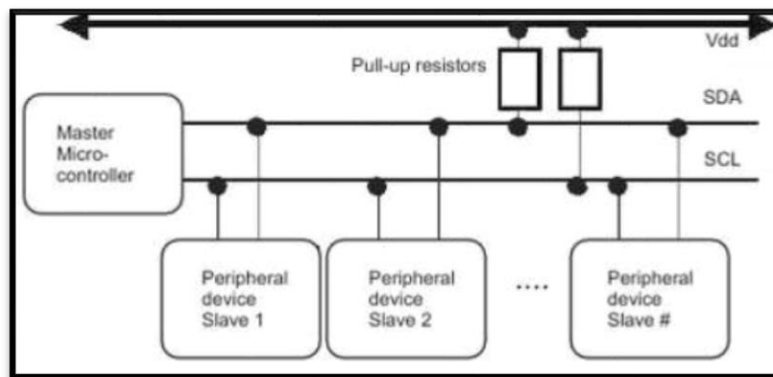 Vdd
Pull-up resistors
SDA
Master
Micro-
controller
SCL
Peripheral
device
Slave 1
Peripheral
device
Slave 2
....
Peripheral
device
Slave #